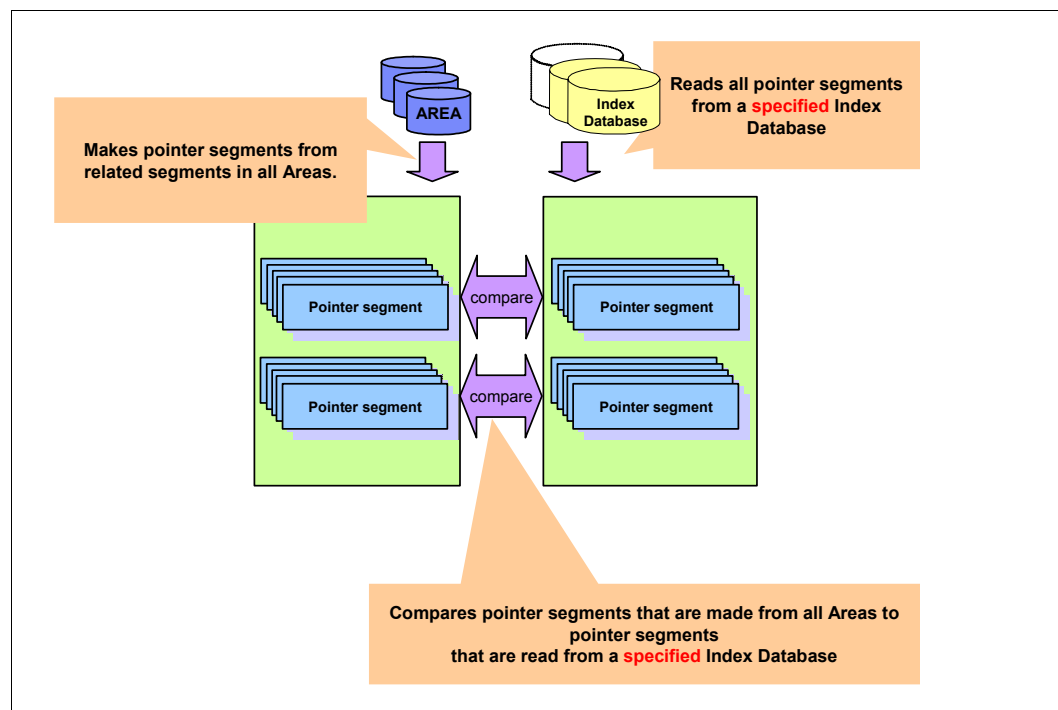 AREA
Index
Database
Reads all pointer segments
from a specified Index
Database
Makes pointer segments from
related segments in all Areas.
Pointer segment
compare
Pointer segment
Pointer segment
compare
Pointer segment
Compares pointer segments that are made from all Areas to
pointer segments
that are read from a specified Index Database